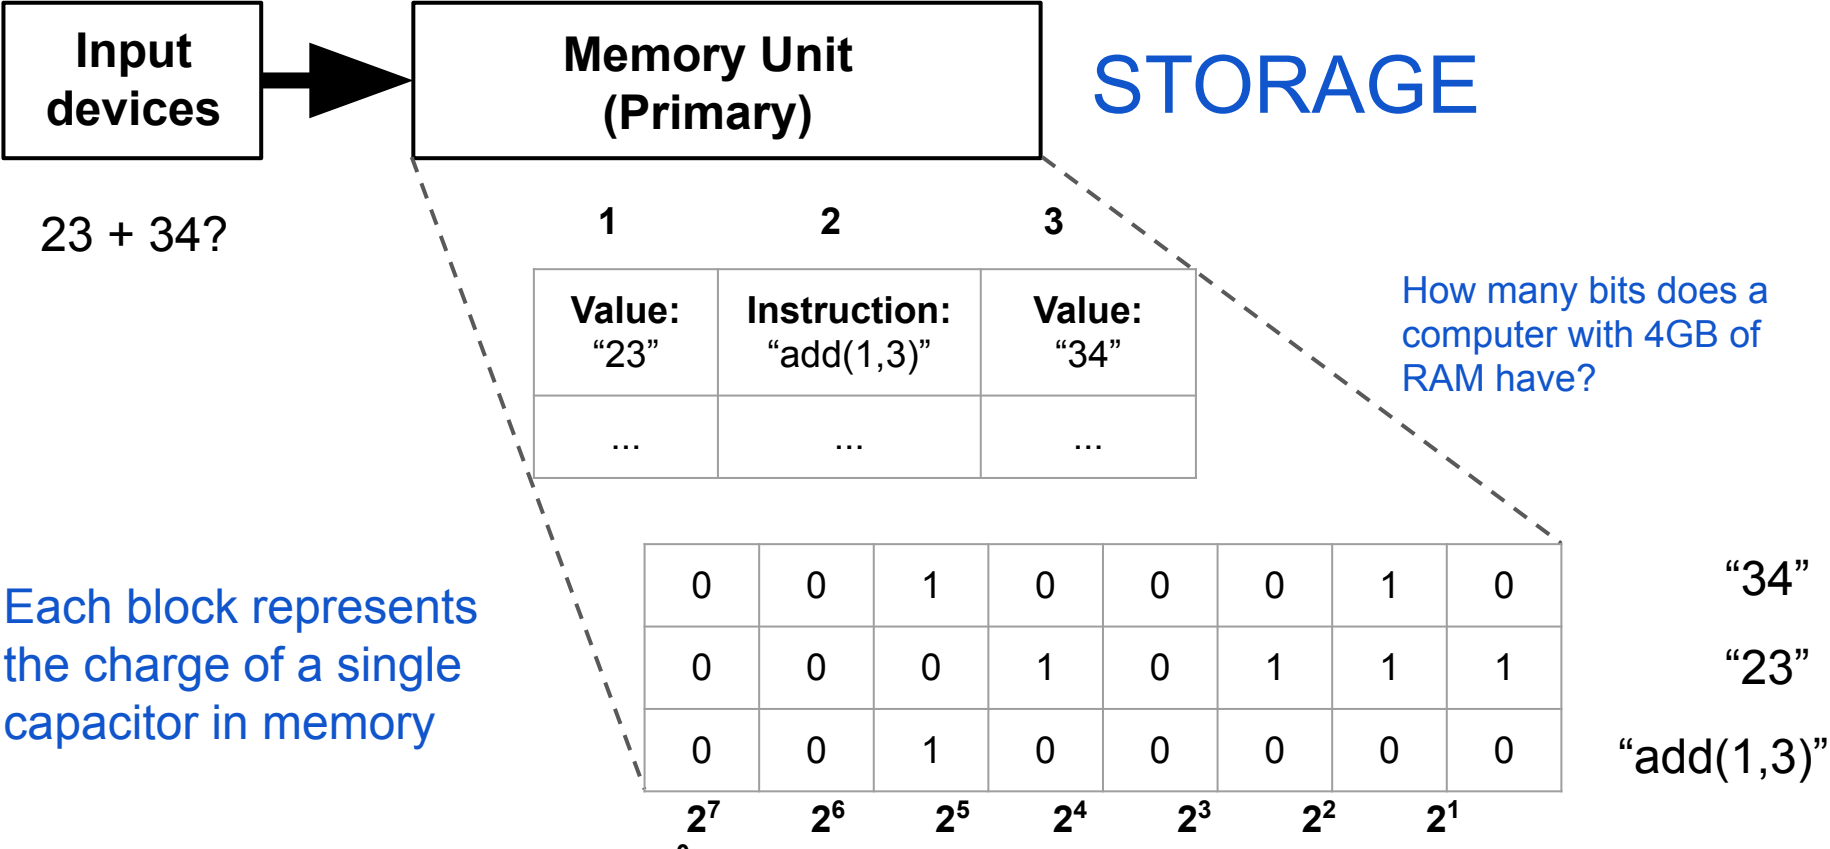 Input
devices
Memory Unit
(Primary)
STORAGE
23 + 34?
1 2 3
Value: Instruction: Value:
“23” “add(1,3)” “34”
... ... ...
How many bits does a
computer with 4GB of
RAM have?
Each block represents
the charge of a single
capacitor in memory
0 0 1 0 0 0 1 0 “34”
0 0 0 1 0 1 1 1 “23”
0 0 1 0 0 0 0 0 “add(1,3)”
2⁷ 2⁶ 2⁵ 2⁴ 2³ 2² 2¹